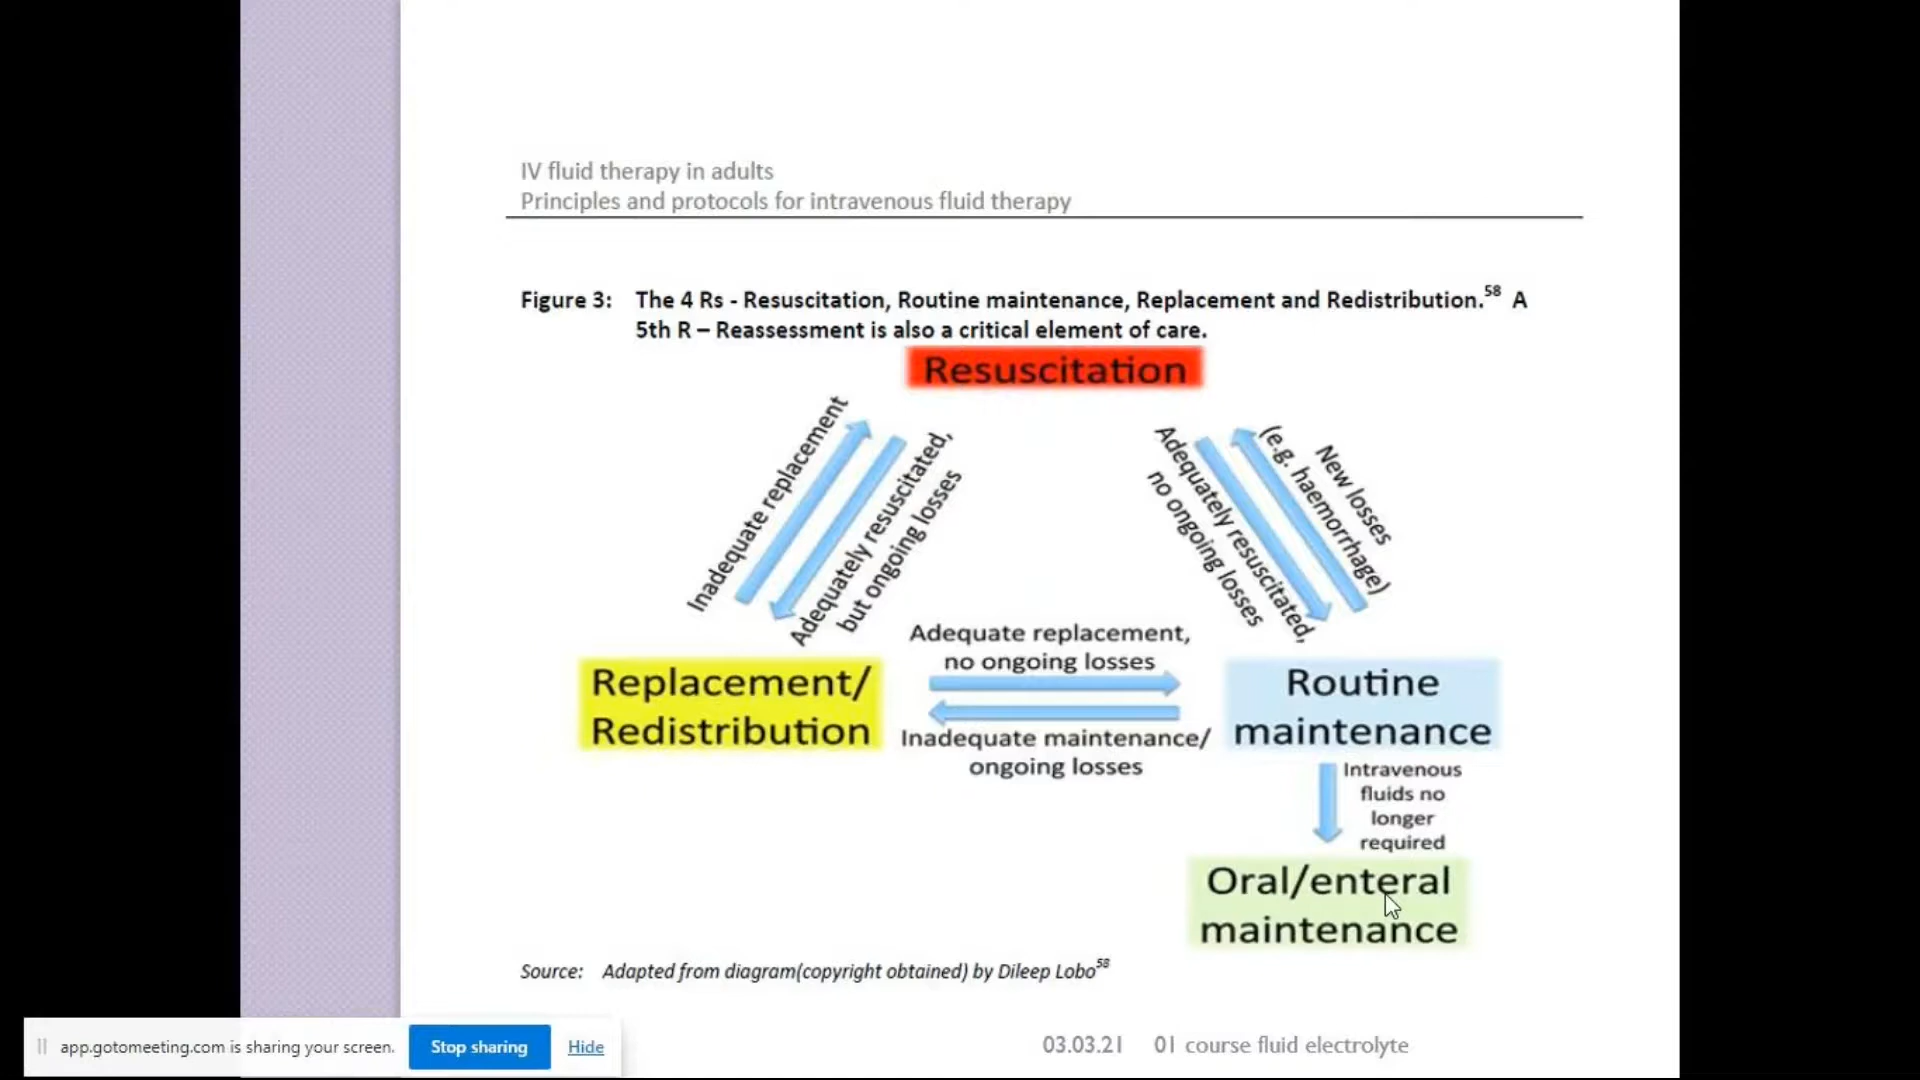 IV fluid therapy in adults
Principles and protocols for intravenous fluid therapy
Figure 3: The 4 Rs - Resuscitation, Routine maintenance, Replacement and Redistribution.58 A
5th R – Reassessment is also a critical element of care.
Resuscitation
Inadequate replacement
Adequately resuscitated,
but ongoing losses
Adequately resuscitated,
no ongoing losses
New losses
(e.g. haemorrhage)
Adequate replacement,
no ongoing losses
Replacement/
Redistribution
Routine
maintenance
Inadequate maintenance/
ongoing losses
Intravenous
fluids no
longer
required
Oral/enteral
maintenance
Source: Adapted from diagram(copyright obtained) by Dileep Lobo58
03.03.21 01 course fluid electrolyte
app.gotomeeting.com is sharing your screen. Stop sharing Hide